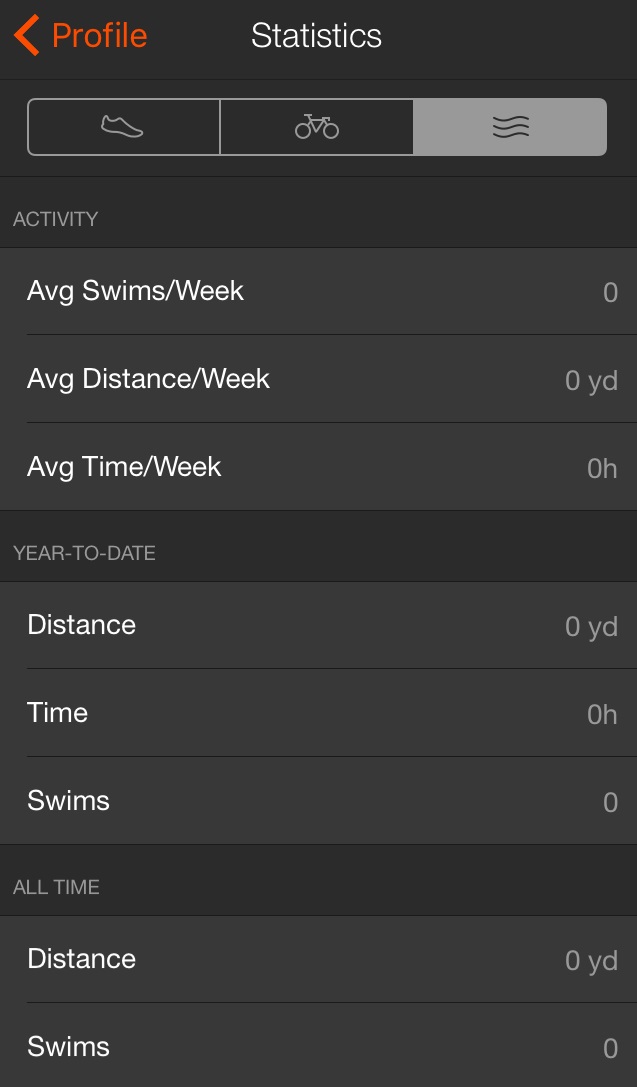 Profile
Statistics
ACTIVITY
Avg Swims/Week 0
Avg Distance/Week 0 yd
Avg Time/Week 0h
YEAR-TO-DATE
Distance 0 yd
Time 0h
Swims 0
ALL TIME
Distance 0 yd
Swims 0